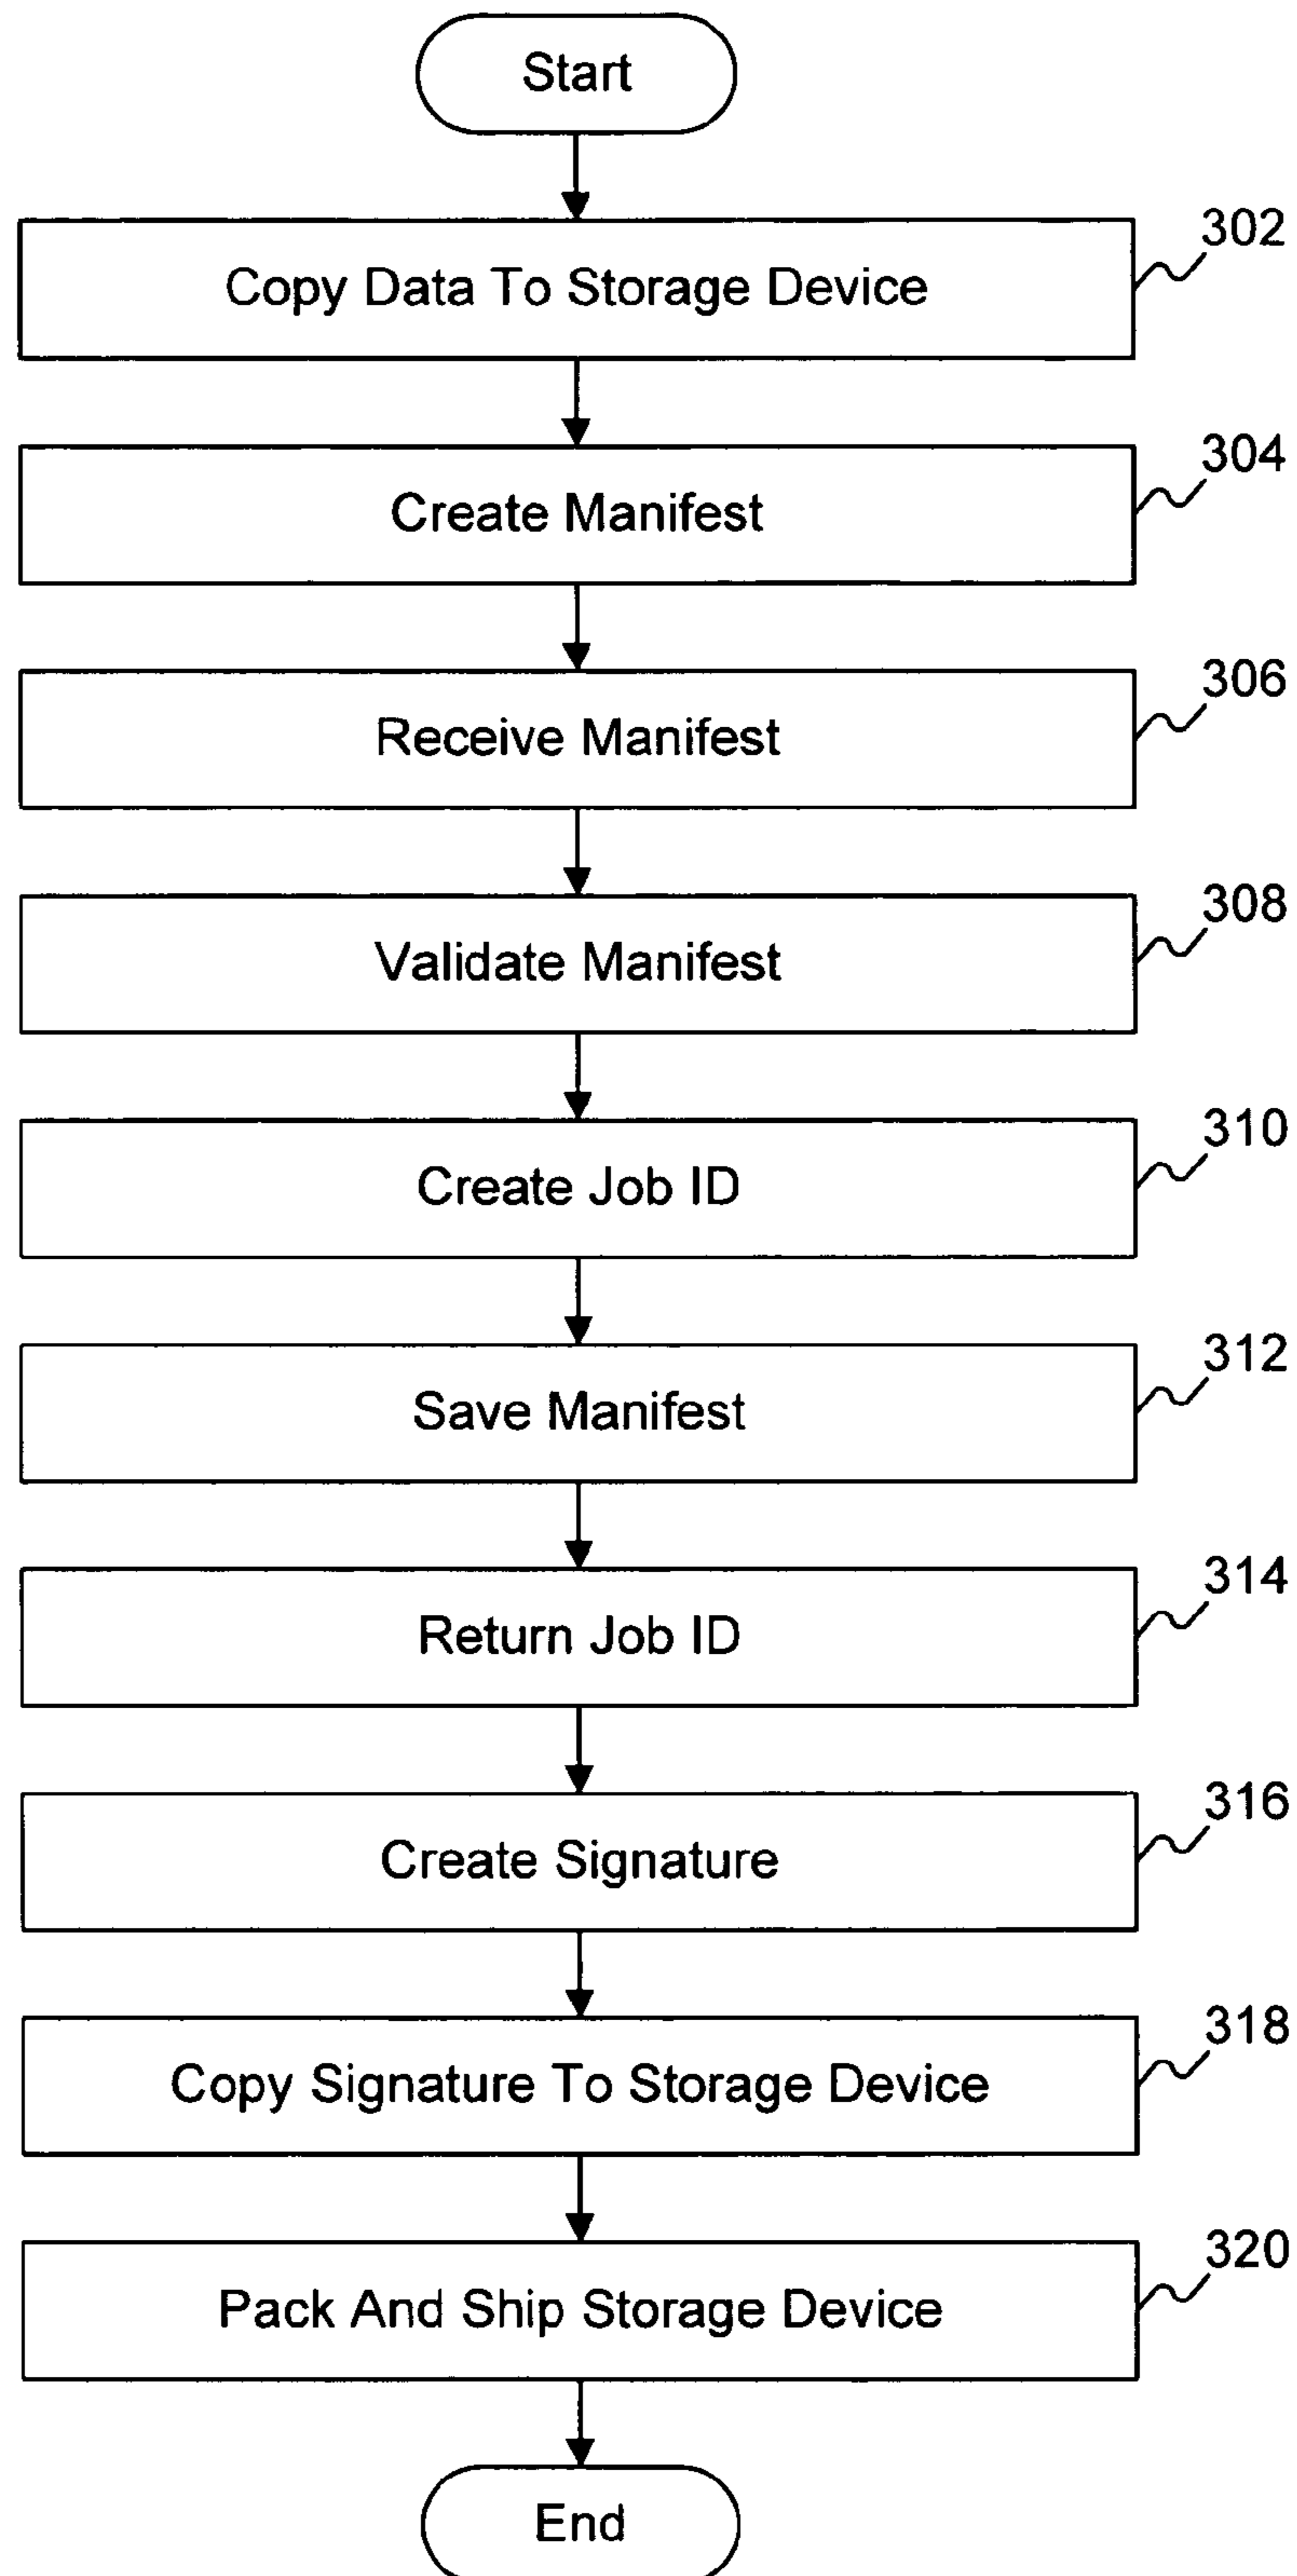 Start
302
Copy Data To Storage Device
304
Create Manifest
306
Receive Manifest
308
Validate Manifest
310
Create Job ID
312
Save Manifest
314
Return Job ID
316
Create Signature
318
Copy Signature To Storage Device
320
Pack And Ship Storage Device
End